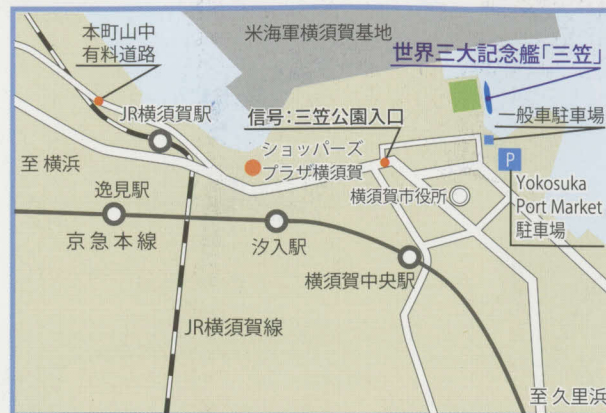 本町山中
有料道路
米海軍横須賀基地
世界三大記念艦「三笠」
JR横須賀駅
信号:三笠公園入口
一般車駐車場
ショッパーズ
プラザ横須賀
至 横浜
P
横須賀市役所
Yokosuka
Port Market
駐車場
逸見駅
京急本線
汐入駅
横須賀中央駅
JR横須賀線
至 久里浜